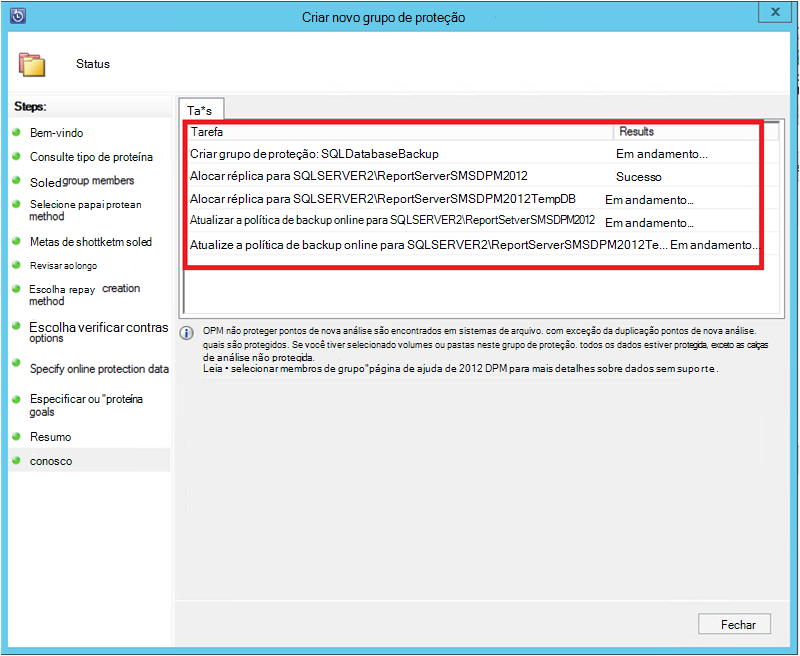 Criar novo grupo de proteção
x
Status
Steps:
Bem-vindo
Consulte tipo de proteína
Soled group members
Selecione papai protean
method
Metas de shottketm soled
Revisar ao longo
Escolha repay creation
method
Escolha verificar contras
options
Specify online protection data
Especificar ou "proteína
goals
Resumo
conosco
Ta*s
Tarefa Results
Criar grupo de proteção: SQLDatabaseBackup Em andamento...
Alocar réplica para SQLSERVER2\ReportServerSMSDPM2012 Sucesso
Alocar réplica para SQLSERVER2\ReportServerSMSDPM2012TempDB Em andamento...
Atualizar a política de backup online para SQLSERVER2\ReportSetverSMSDPM2012 Em andamento...
Atualize a política de backup online para SQLSERVER2\ReportServerSMSDPM2012Te... Em andamento...
OPM não proteger pontos de nova análise são encontrados em sistemas de arquivo. com exceção da duplicação pontos de nova análise.
quais são protegidos. Se você tiver selecionado volumes ou pastas neste grupo de proteção. todos os dados estiver protegida, exceto as calças
de análise não protegida.
Leia • selecionar membros de grupo "página de ajuda de 2012 DPM para mais detalhes sobre dados sem suporte.
Fechar